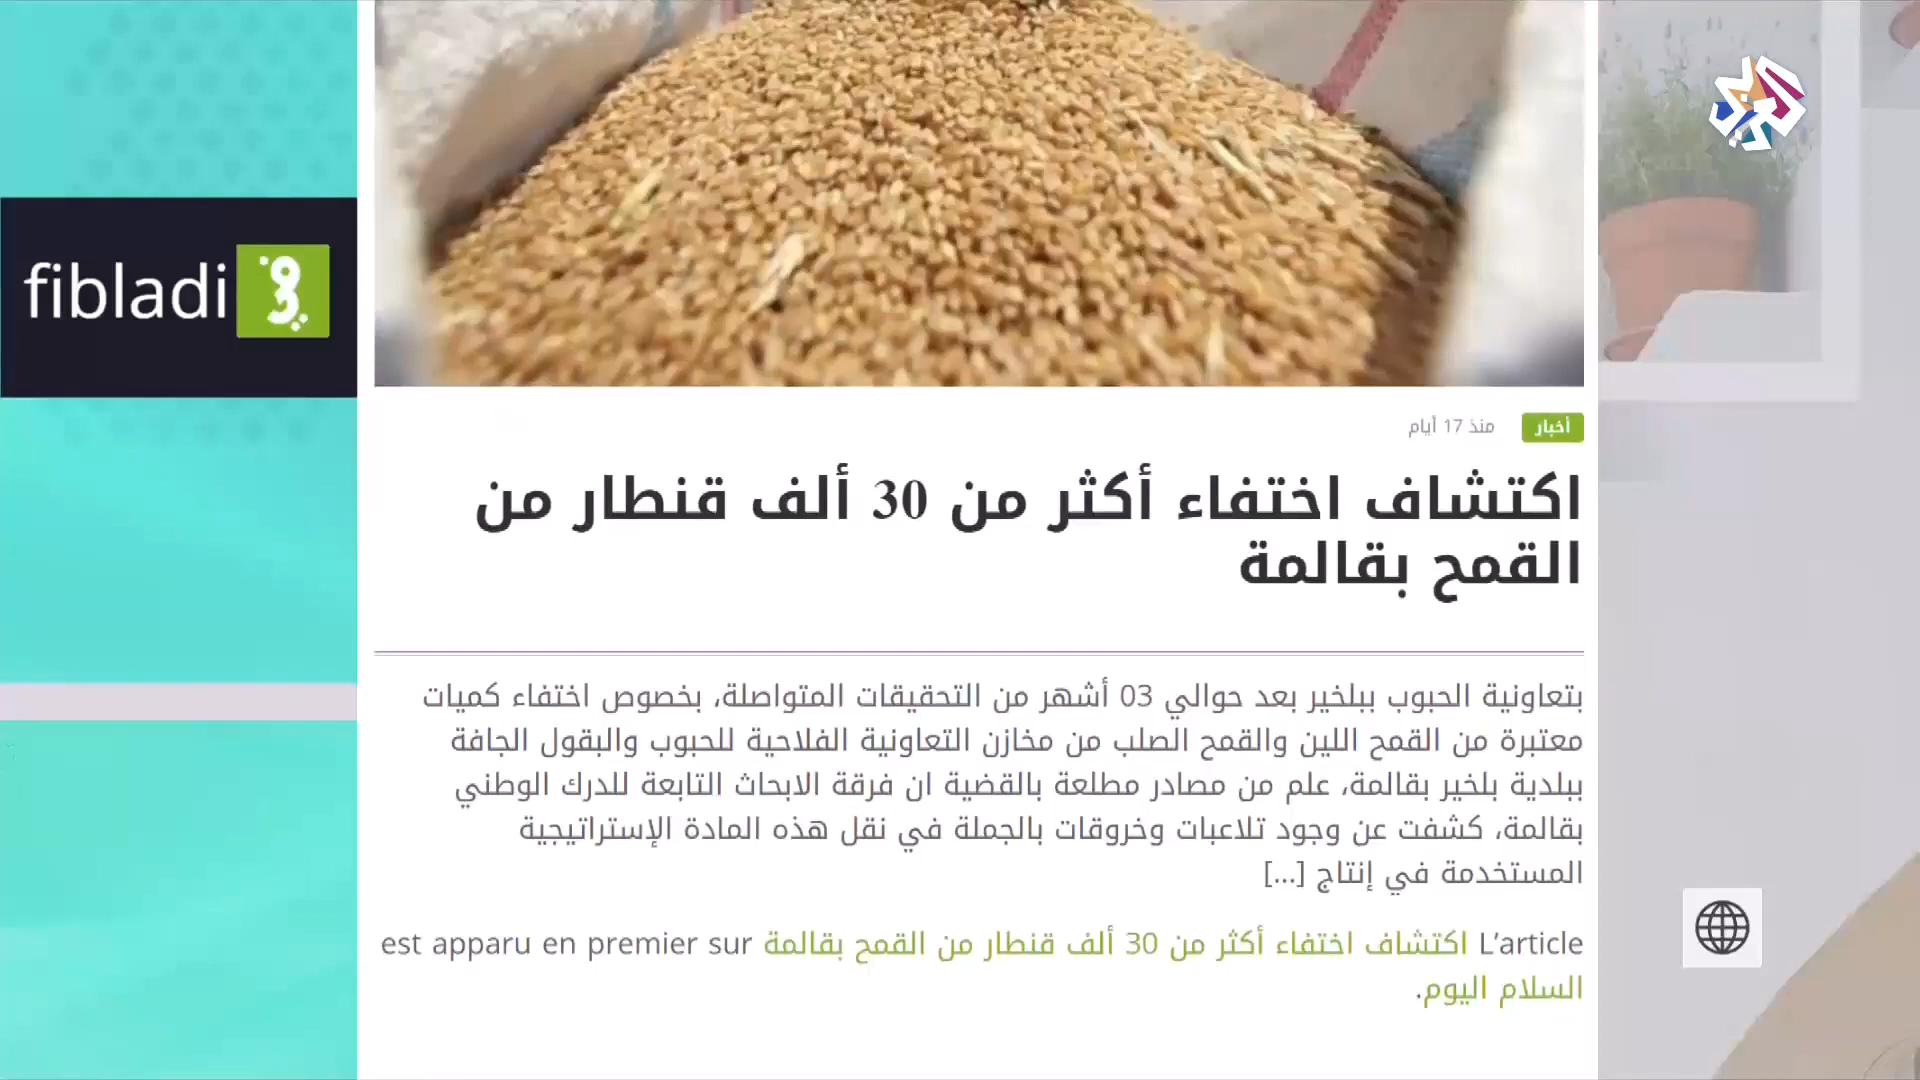 fibladi
أخبار منذ 17 أيام
اكتشاف اختفاء أكثر من 30 ألف قنطار من
القمح بقالمة
بتعاونية الحبوب ببلخير بعد حوالي 03 أشهر من التحقيقات المتواصلة، بخصوص اختفاء كميات
معتبرة من القمح اللين والقمح الصلب من مخازن التعاونية الفلاحية للحبوب والبقول الجافة
ببلدية بلخير بقالمة، علم من مصادر مطلعة بالقضية ان فرقة الابحاث التابعة للدرك الوطني
بقالمة، كشفت عن وجود تلاعبات وخروقات بالجملة في نقل هذه المادة الإستراتيجية
المستخدمة في إنتاج [...]
L’article اكتشاف اختفاء أكثر من 30 ألف قنطار من القمح بقالمة est apparu en premier sur
السلام اليوم.